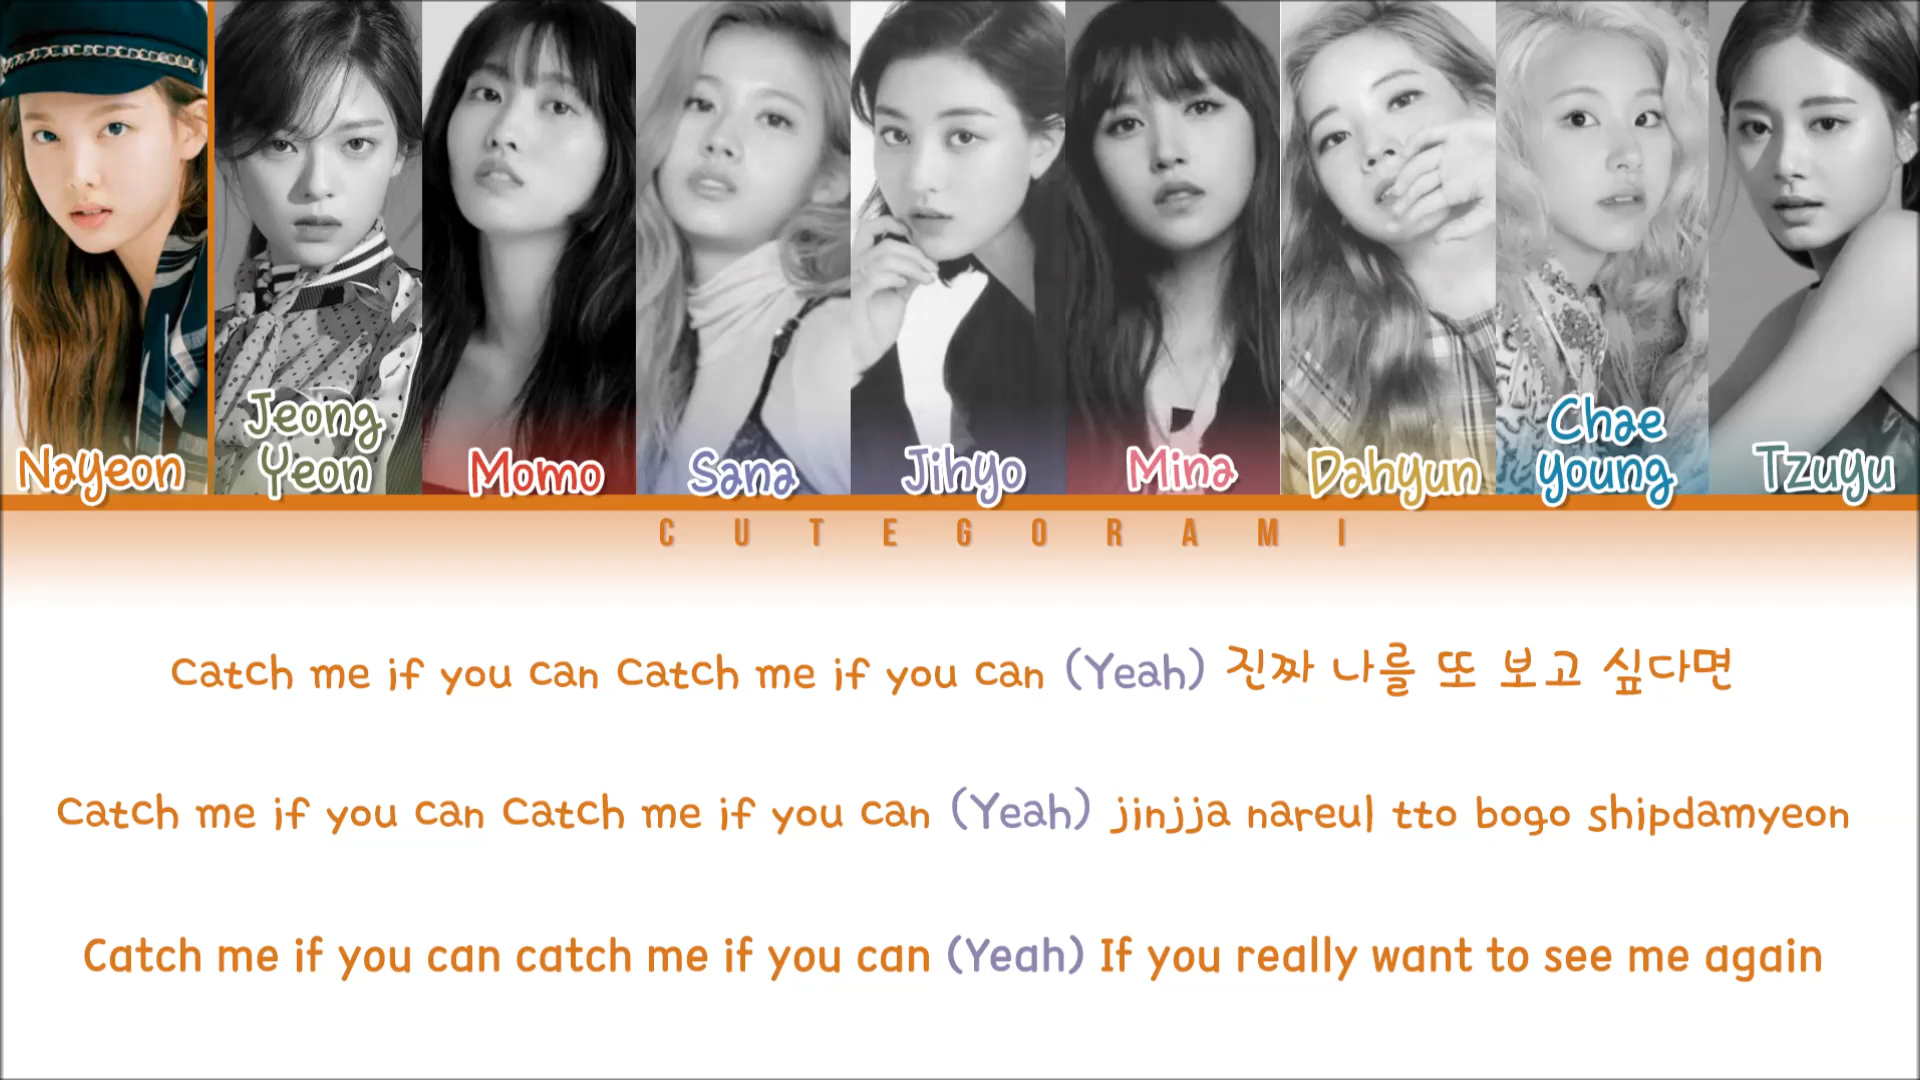 Nayeon
Jeong
Yeon
Momo
Sana
Jihyo
Mina
Dahyun
Chae
young
Tzuyu
CUTEGORAMI
Catch me if you can Catch me if you can (Yeah) 진짜 나를 또 보고 싶다면
Catch me if you can Catch me if you can (Yeah) jinjja nareul tto bogo shipdamyeon
Catch me if you can catch me if you can (Yeah) If you really want to see me again